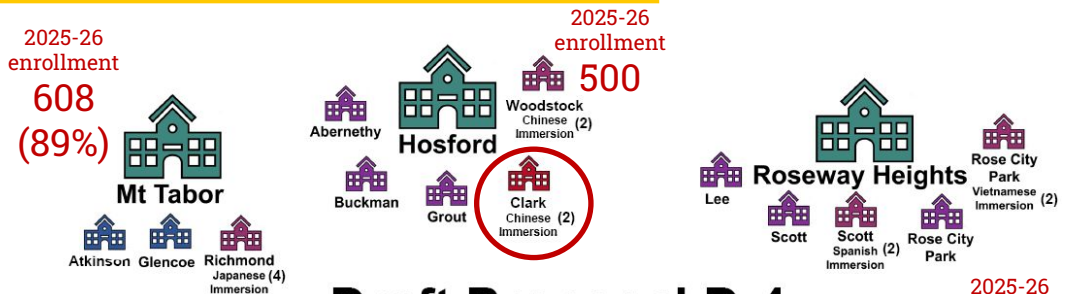 2025-26
enrollment
608
(89%)
Mt Tabor
Atkinson
Glencoe
Richmond
Japanese (4)
Immersion
2025-26
enrollment
500
Abernethy
Hosford
Woodstock
Chinese (2)
Immersion
Buckman
Grout
Clark
Chinese (2)
Immersion
Roseway Heights
Lee
Scott
Scott
Spanish (2)
Immersion
Rose City
Park
Rose City
Park
Vietnamese
Immersion (2)
2025-26